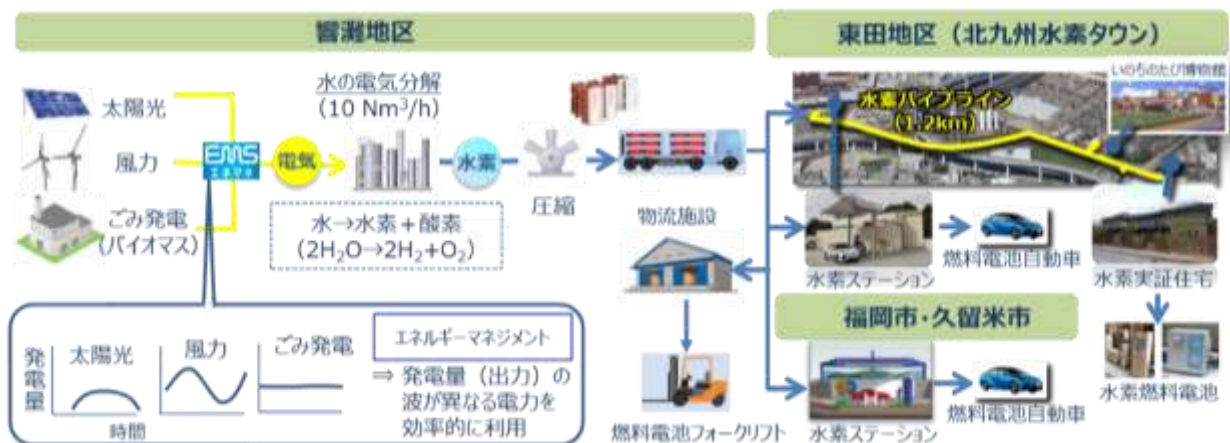 響灘地区
太陽光
風力
ごみ発電
(バイオマス)
EMS
エネマネ
電気
水の電気分解
(10 Nm³/h)
水→水素+酸素
(2H₂O→2H₂+O₂)
水素
圧縮
物流施設
燃料電池フォークリフト
発電量
太陽光
風力
ごみ発電
時間
エネルギーマネジメント
⇒ 発電量(出力)の
波が異なる電力を
効率的に利用
東田地区(北九州水素タウン)
水素パイプライン
(1.2km)
いのちのたび博物館
水素ステーション
燃料電池自動車
水素実証住宅
水素燃料電池
福岡市・久留米市
水素ステーション
燃料電池自動車